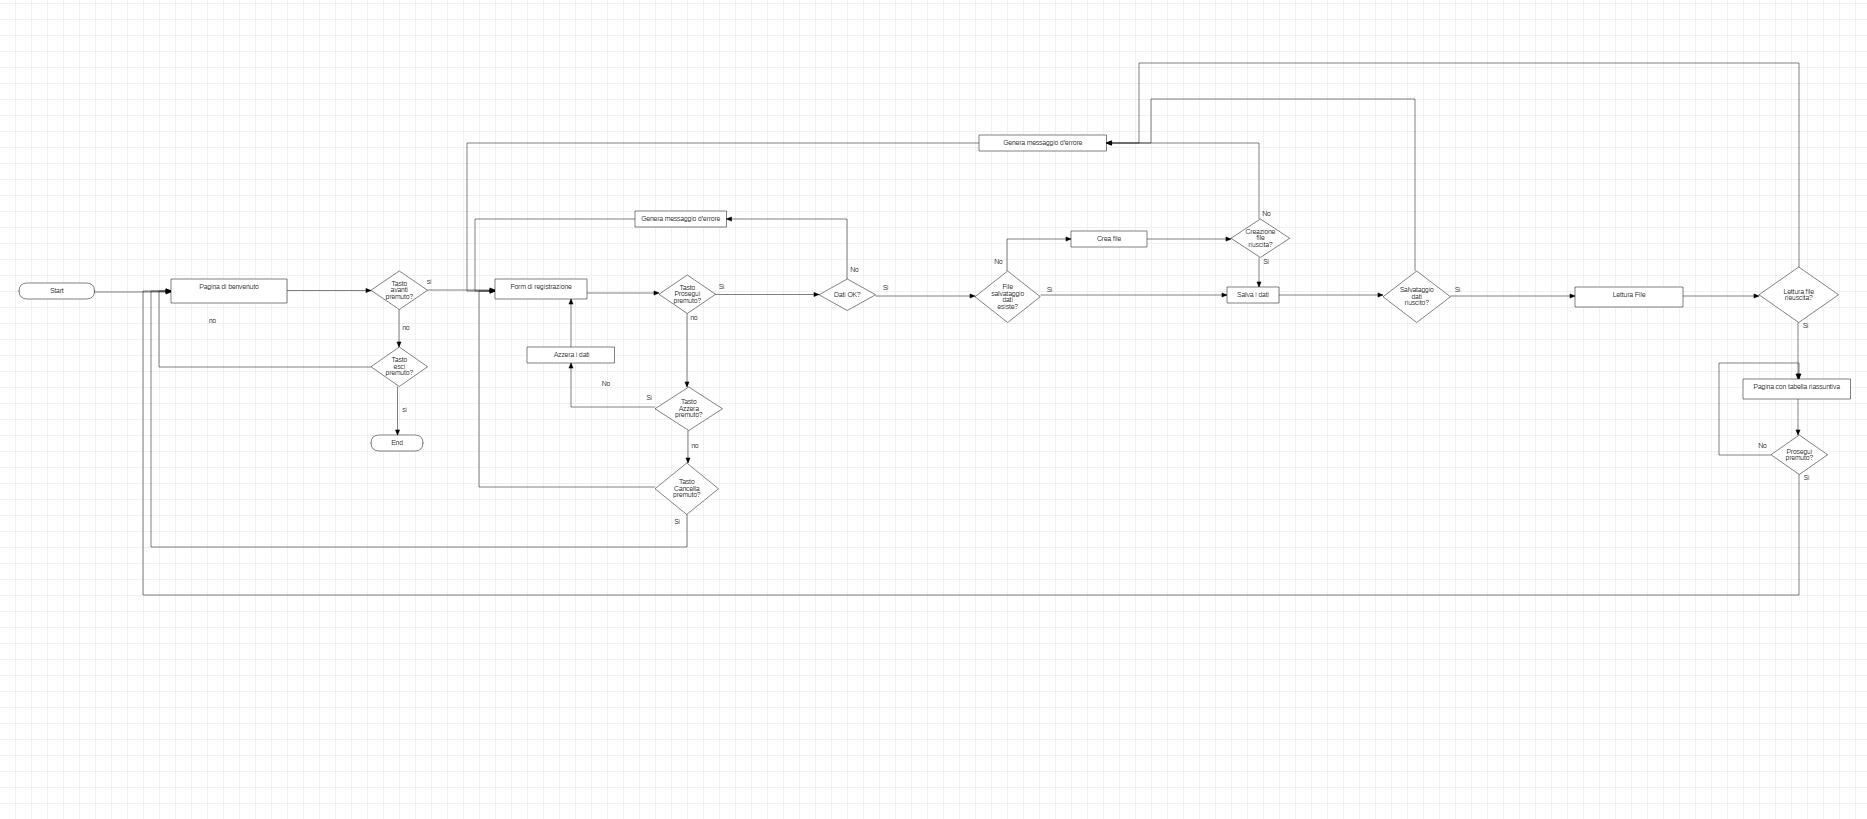 Genera messaggio d'errore
Genera messaggio d'errore
No
Creazione
file
riuscita?
Si
Crea file
No
No
Start
Pagina di benvenuto
Tasto
avanti
premuto?
si
Form di registrazione
Tasto
Prosegui
premuto?
Si
Dati OK?
Si
File
salvataggio
dati
esiste?
Si
Salva i dati
Salvataggio
dati
riuscito?
Si
Lettura File
Lettura file
rieuscita?
Si
no
no
no
Tasto
esci
premuto?
si
End
Azzera i dati
No
Si
Tasto
Azzera
premuto?
no
Tasto
Cancella
premuto?
Si
Pagina con tabella riassuntiva
No
Prosegui
premuto?
Si